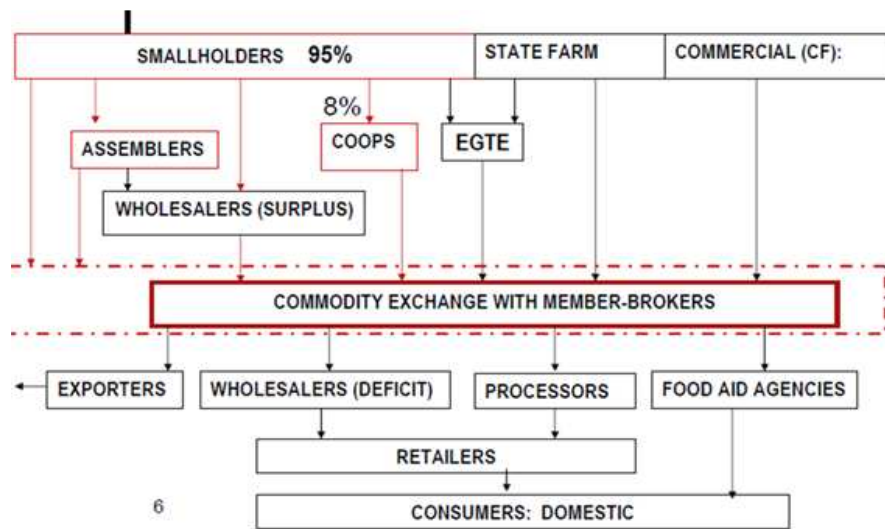 SMALLHOLDERS 95%
STATE FARM
COMMERCIAL (CF):
8%
ASSEMBLERS
COOPS
EGTE
WHOLESALERS (SURPLUS)
COMMODITY EXCHANGE WITH MEMBER-BROKERS
EXPORTERS
WHOLESALERS (DEFICIT)
PROCESSORS
FOOD AID AGENCIES
RETAILERS
6
CONSUMERS: DOMESTIC